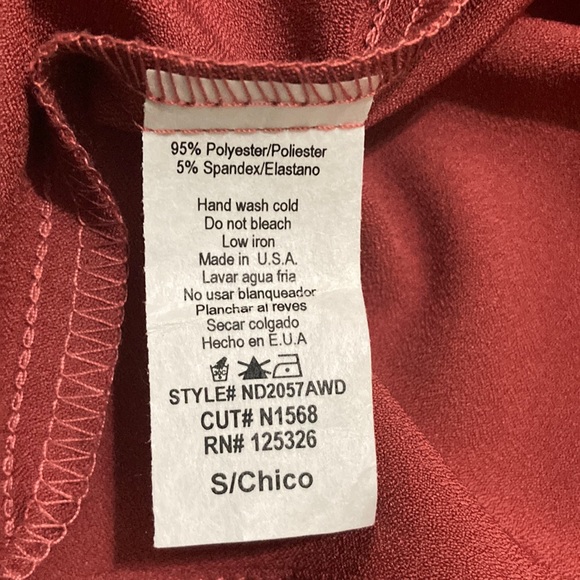 95% Polyester/Poliester
5% Spandex/Elastano
Hand wash cold
Do not bleach
Low iron
Made in U.S.A.
Lavar agua fria
No usar blanqueador
Planchar al reves
Secar colgado
Hecho en E.U.A
STYLE# ND2057AWD
CUT# N1568
RN# 125326
S/Chico